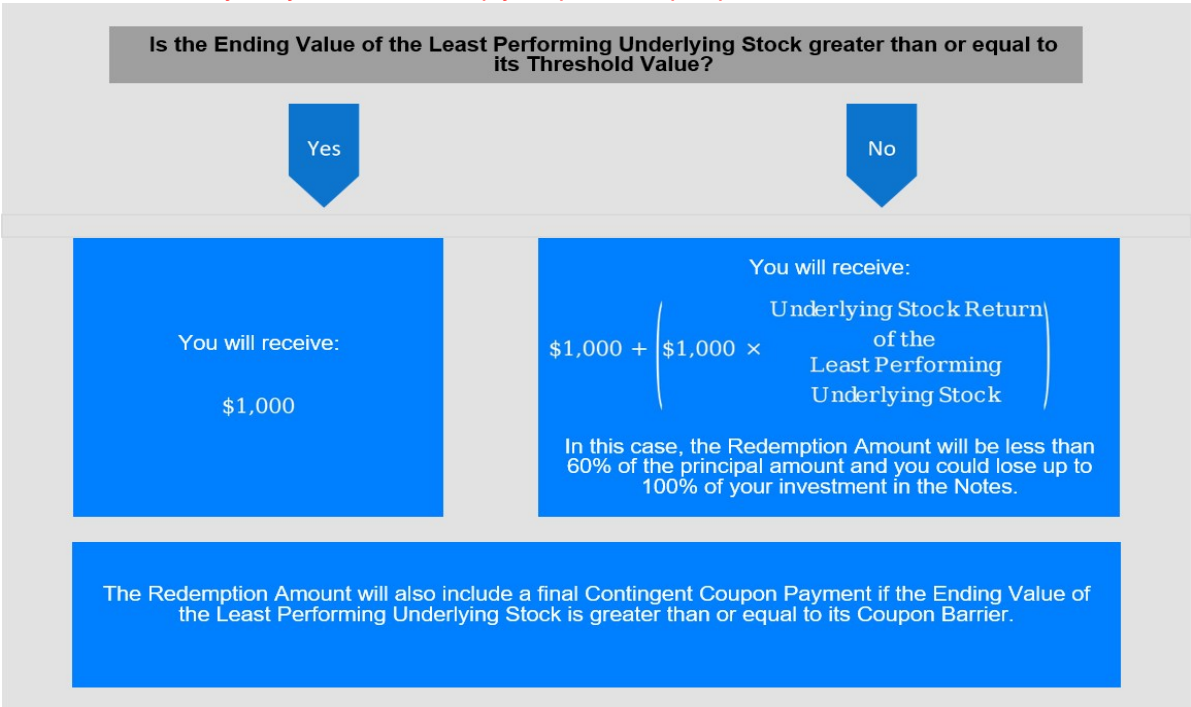 Is the Ending Value of the Least Performing Underlying Stock greater than or equal to
its Threshold Value?
Yes
No
You will receive:
$1,000
You will receive:
$1,000 + ($1,000 × Underlying Stock Return
of the
Least Performing
Underlying Stock)
In this case, the Redemption Amount will be less than
60% of the principal amount and you could lose up to
100% of your investment in the Notes.
The Redemption Amount will also include a final Contingent Coupon Payment if the Ending Value of
the Least Performing Underlying Stock is greater than or equal to its Coupon Barrier.